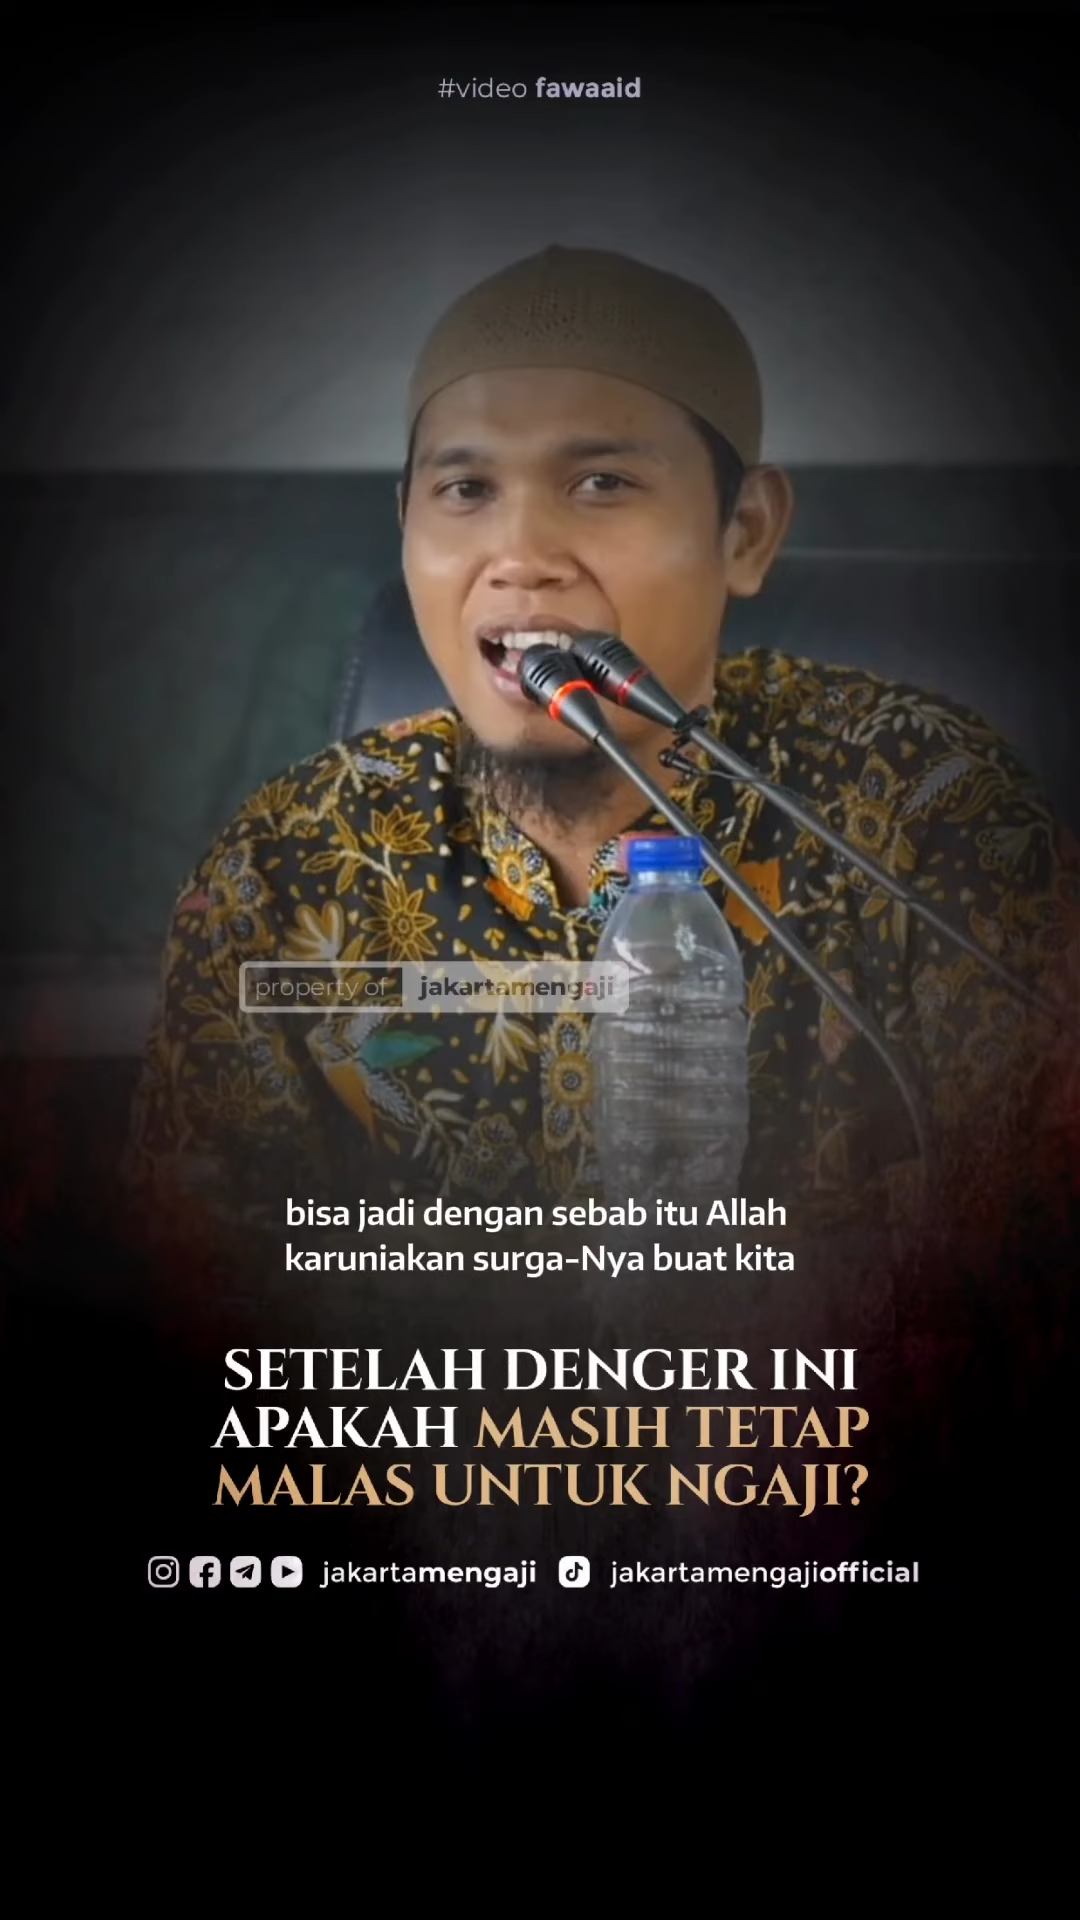 #video fawaaid
property of jakartamengaji
bisa jadi dengan sebab itu Allah
karuniakan surga-Nya buat kita
SETELAH DENGER INI
APAKAH MASIH TETAP
MALAS UNTUK NGAJI?
jakartamengaji jakartamengajiofficial